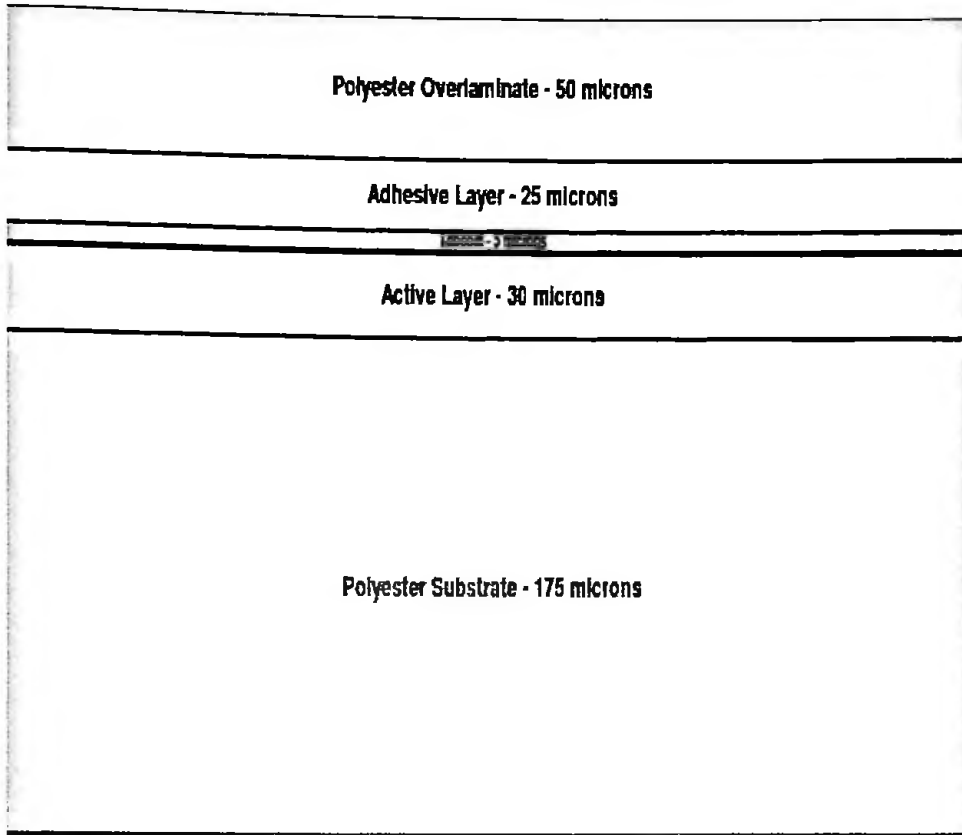 Polyester Overlaminate - 50 microns
Adhesive Layer - 25 microns
Active Layer - 30 microns
Polyester Substrate - 175 microns